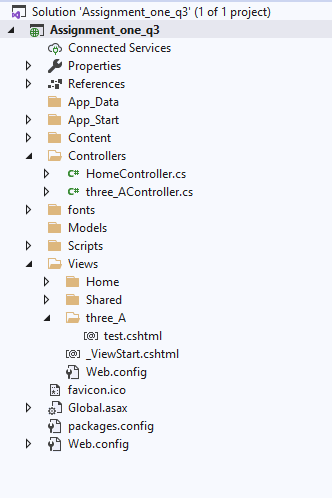 Solution 'Assignment_one_q3' (1 of 1 project)
Assignment_one_q3
Connected Services
Properties
References
App_Data
App_Start
Content
Controllers
C# HomeController.cs
C# three_AController.cs
fonts
Models
Scripts
Views
Home
Shared
three_A
[@] test.cshtml
[@] _ViewStart.cshtml
Web.config
favicon.ico
Global.asax
packages.config
Web.config